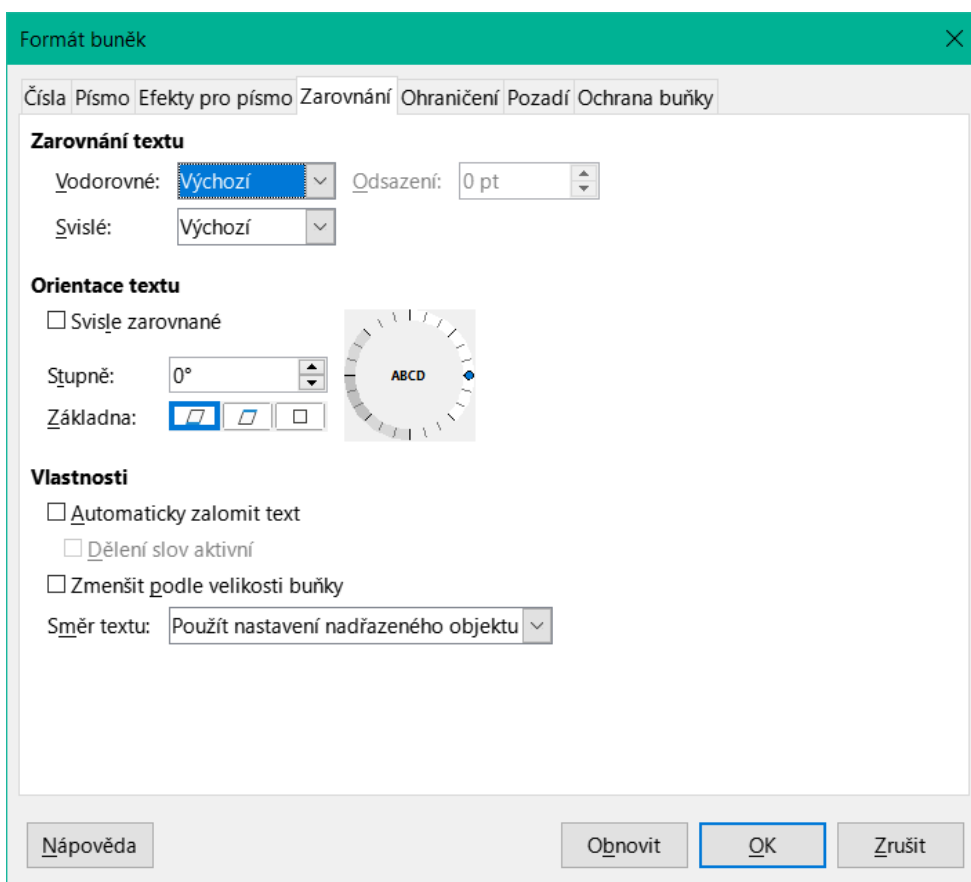 Formát buněk
Čísla Písmo Efekty pro písmo Zarovnání Ohraničení Pozadí Ochrana buňky
Zarovnání textu
Vodorovné: Výchozí Odsazení: 0 pt
Svislé: Výchozí
Orientace textu
Svisle zarovnané
Stupně: 0°
ABCD
Základna:
Vlastnosti
Automaticky zalomit text
Dělení slov aktivní
Zmenšit podle velikosti buňky
Směr textu: Použít nastavení nadřazeného objektu
Nápověda Obnovit OK Zrušit